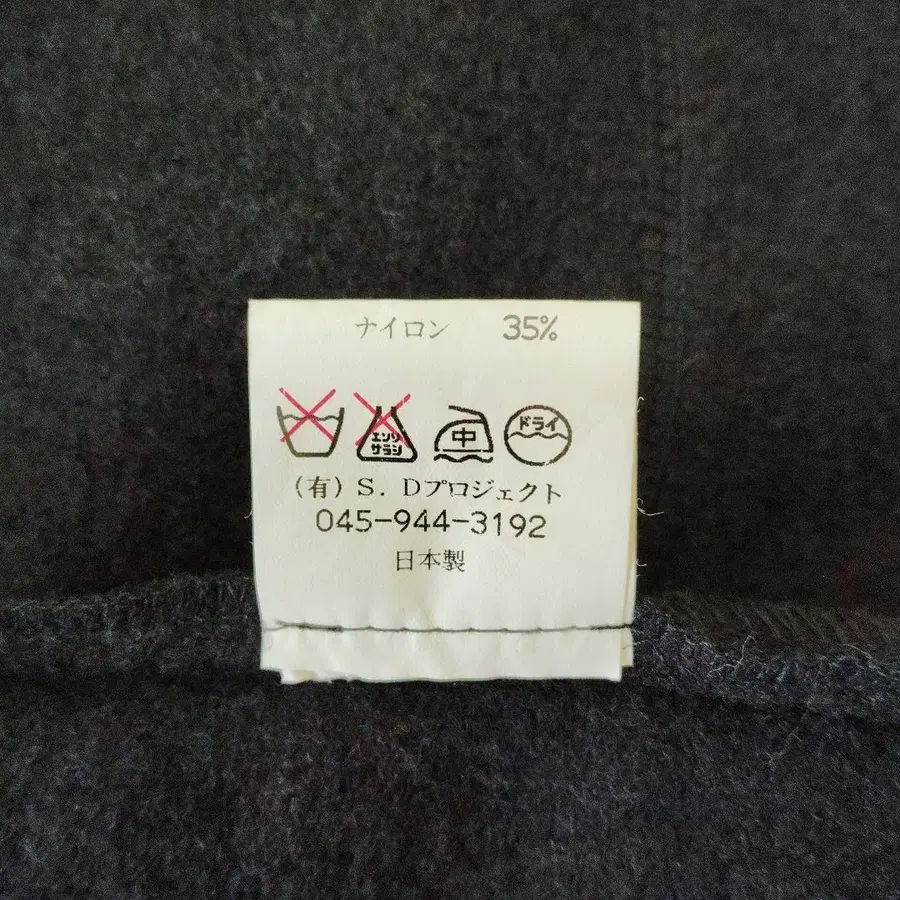 ナイロン 35%
エンソ
サラシ
中
ドライ
(有) S. Dプロジェクト
045-944-3192
日本製